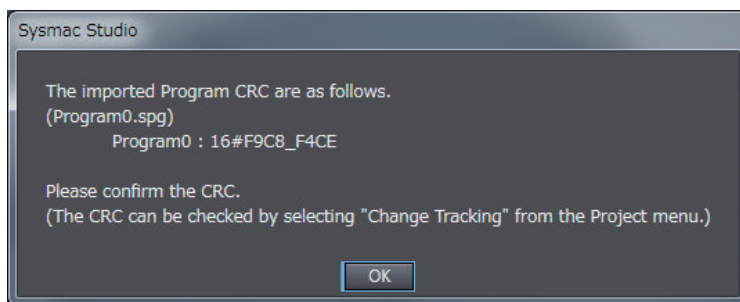 Sysmac Studio
The imported Program CRC are as follows.
(Program0.spg)
Program0 : 16#F9C8_F4CE
Please confirm the CRC.
(The CRC can be checked by selecting "Change Tracking" from the Project menu.)
OK